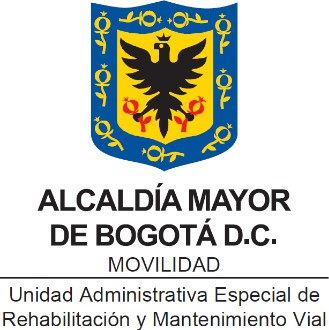 ALCALDÍA MAYOR
DE BOGOTÁ D.C.
MOVILIDAD
Unidad Administrativa Especial de
Rehabilitación y Mantenimiento Vial